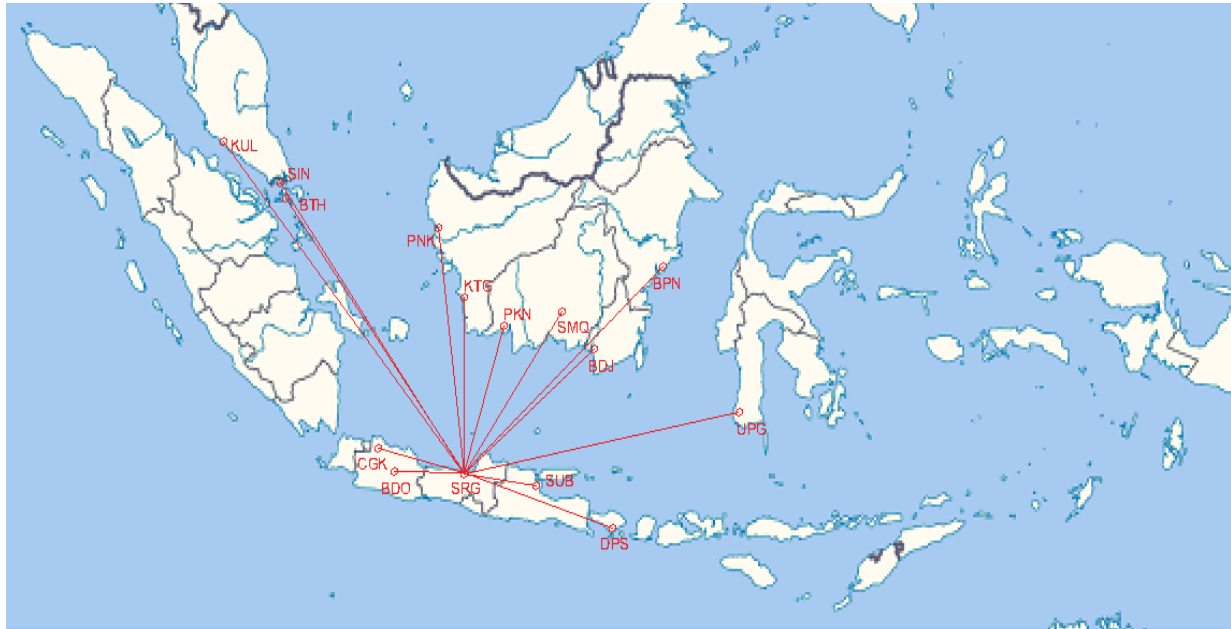 KUL
SIN
BTH
PNK
BPN
KTG
PKN
SMQ
BDJ
UPG
CGK
BDO
SRG
SUB
DPS